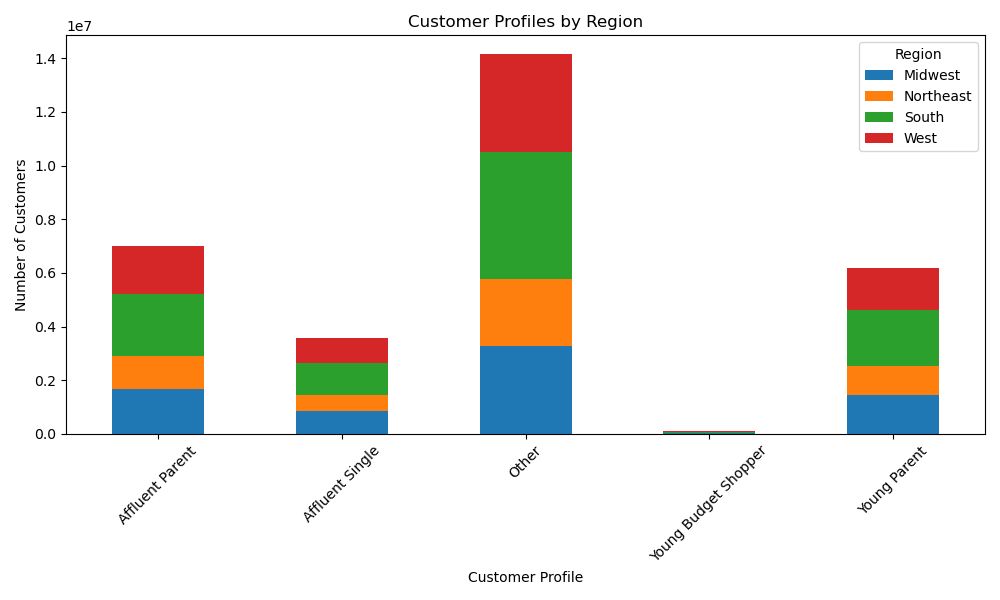 Customer Profiles by Region
1e7
1.4
1.2
1.0
0.8
0.6
0.4
0.2
0.0
Number of Customers
Region
Midwest
Northeast
South
West
Affluent Parent
Affluent Single
Other
Young Budget Shopper
Young Parent
Customer Profile